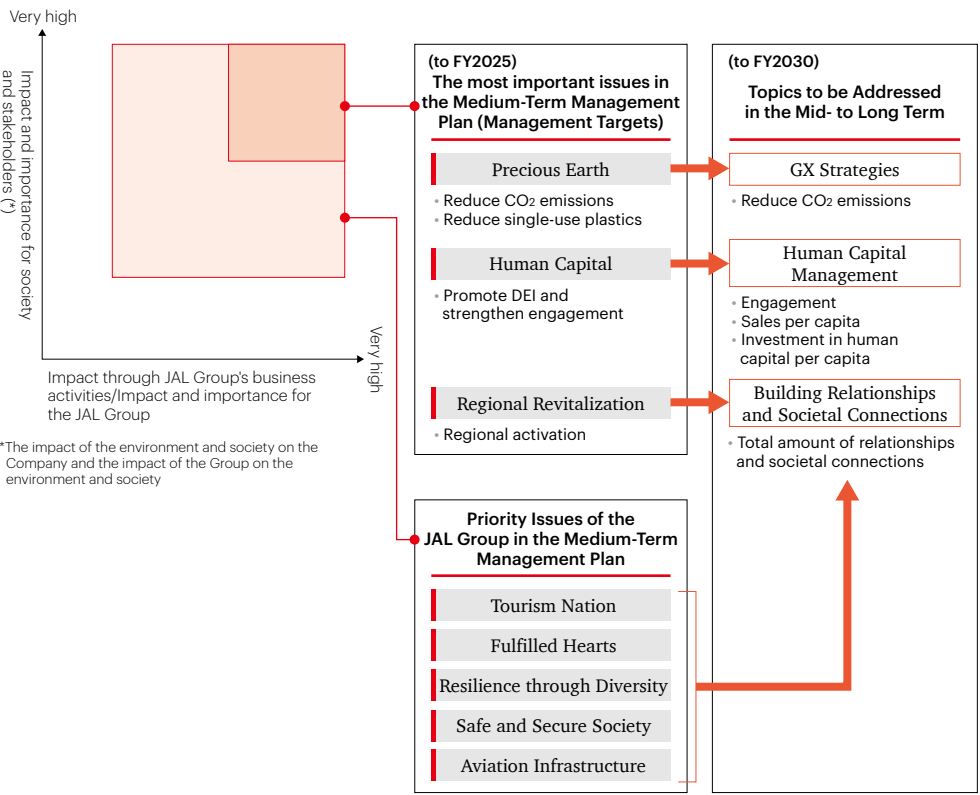 Very high
Impact and importance for society
and stakeholders (*)
Very high
Impact through JAL Group's business
activities/Impact and importance for
the JAL Group
*The impact of the environment and society on the
Company and the impact of the Group on the
environment and society
(to FY2025)
The most important issues in
the Medium-Term Management
Plan (Management Targets)
Precious Earth
• Reduce CO2 emissions
• Reduce single-use plastics
Human Capital
• Promote DEI and
strengthen engagement
Regional Revitalization
• Regional activation
Priority Issues of the
JAL Group in the Medium-Term
Management Plan
Tourism Nation
Fulfilled Hearts
Resilience through Diversity
Safe and Secure Society
Aviation Infrastructure
(to FY2030)
Topics to be Addressed
in the Mid- to Long Term
GX Strategies
• Reduce CO2 emissions
Human Capital
Management
• Engagement
• Sales per capita
• Investment in human
capital per capita
Building Relationships
and Societal Connections
• Total amount of relationships
and societal connections